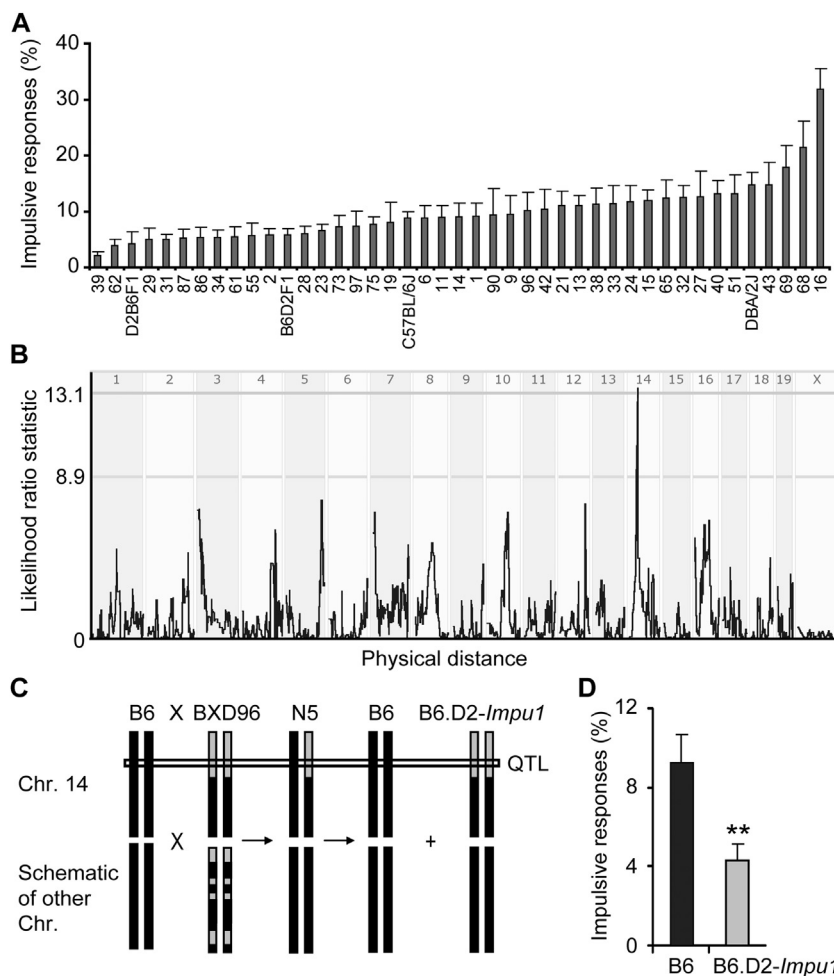 A
Impulsive responses (%)
40
30
20
10
0
39 62 D2B6F1 29 31 87 86 34 61 55 2 B6D2F1 28 23 73 97 75 19 C57BL/6J 6 11 14 1 90 9 96 42 21 13 38 33 24 15 65 32 27 40 51 DBA/2J 43 69 68 16
B
Likelihood ratio statistic
13.1
8.9
0
1 2 3 4 5 6 7 8 9 10 11 12 13 14 15 16 17 18 19 X
Physical distance
C
B6 X BXD96 N5 B6 B6.D2-Impu1
QTL
Chr. 14
X +
Schematic
of other
Chr.
D
Impulsive responses (%)
12
8
4
0
**
B6 B6.D2-Impu1